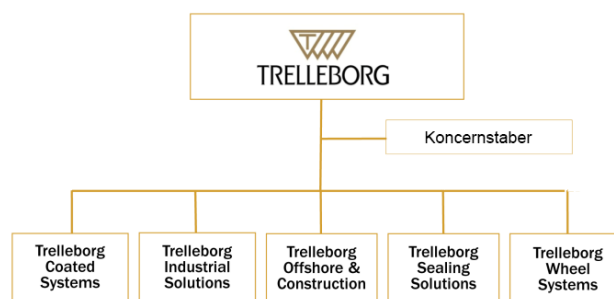 T
TRELLEBORG
Koncernstaber
Trelleborg
Coated
Systems
Trelleborg
Industrial
Solutions
Trelleborg
Offshore &
Construction
Trelleborg
Sealing
Solutions
Trelleborg
Wheel
Systems